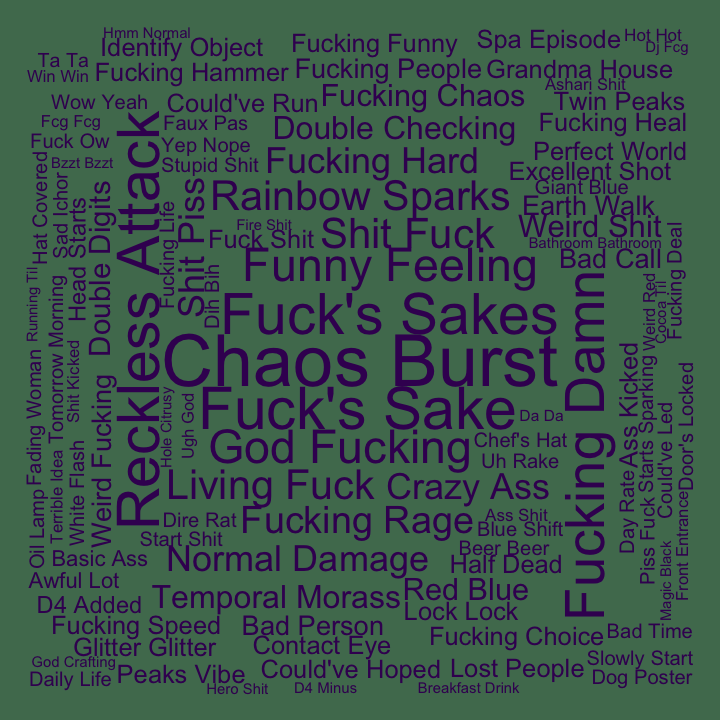 Hmm Normal
Identify Object
Fucking Funny
Spa Episode
Hot Hot
Dj Fcg
Ta Ta
Win Win
Fucking Hammer
Fucking People
Grandma House
Ashari Shit
Wow Yeah
Could've Run
Fucking Chaos
Twin Peaks
Fcg Fcg
Faux Pas
Double Checking
Fucking Heal
Fuck Ow
Yep Nope
Perfect World
Bzzt Bzzt
Stupid Shit
Fucking Hard
Excellent Shot
Giant Blue
Rainbow Sparks
Earth Walk
Fire Shit
Fuck Shit
Shit Fuck
Weird Shit
Bathroom Bathroom
Funny Feeling
Bad Call
Hat Covered
Sad Ichor
Head Starts
Double Digits
Reckless Attack
Fucking Life
Shit Piss
Dih Bih
Running Til
Tomorrow Morning
Fuck's Sakes
Chaos Burst
Fuck's Sake
Fucking Damn
Weird Red
Cocoa Til
Fucking Deal
Fading Woman
Shit Kicked
Weird Fucking
Hole Citrusy
Ugh God
Da Da
Ass Kicked
Starts Sparking
Could've Led
Door's Locked
God Fucking
Chef's Hat
Uh Rake
Oil Lamp
Terrible Idea
White Flash
Living Fuck
Crazy Ass
Day Rate
Piss Fuck
Magic Black
Front Entrance
Dire Rat
Fucking Rage
Ass Shit
Blue Shift
Start Shit
Beer Beer
Basic Ass
Normal Damage
Half Dead
Awful Lot
Temporal Morass
Red Blue
D4 Added
Lock Lock
Fucking Speed
Bad Person
Fucking Choice
Bad Time
Glitter Glitter
Contact Eye
God Crafting
Could've Hoped
Lost People
Slowly Start
Daily Life
Peaks Vibe
Dog Poster
Hero Shit
D4 Minus
Breakfast Drink